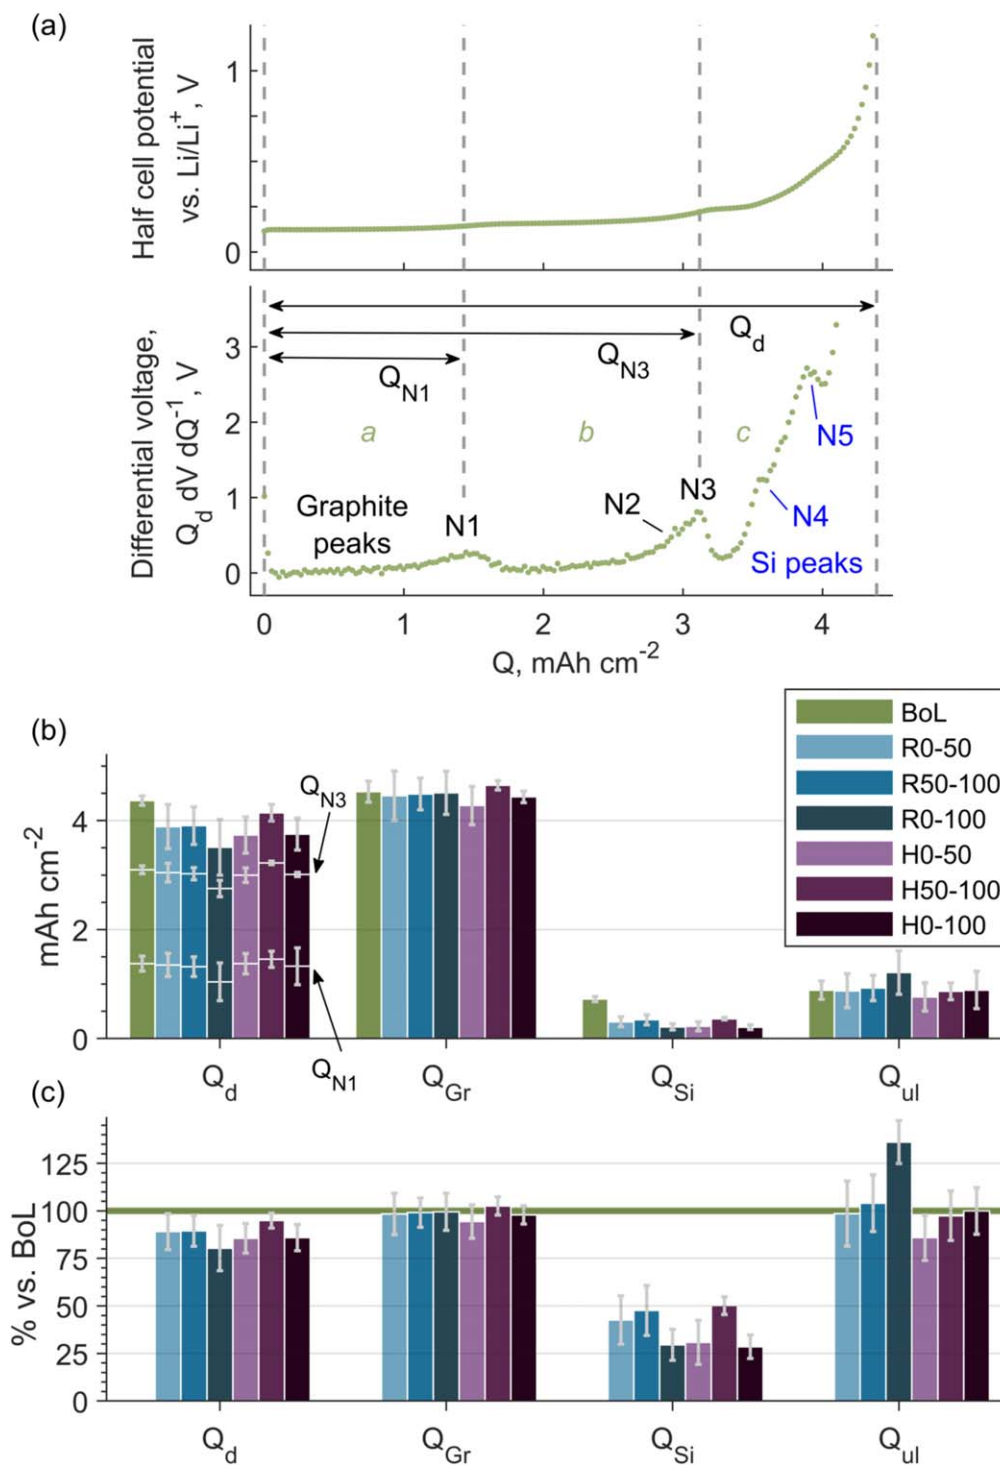 (a)
Half cell potential
vs. Li/Li+, V
1
0
Differential voltage,
Qd dV dQ-1, V
3
2
1
0
Qd
QN3
QN1
a
b
c
Graphite
peaks
N1
N2
N3
N5
N4
Si peaks
0 1 2 3 4
Q, mAh cm-2
(b)
BoL
R0-50
R50-100
R0-100
H0-50
H50-100
H0-100
mAh cm-2
4
2
0
QN3
QN1
Qd QGr QSi Qul
(c)
% vs. BoL
125
100
75
50
25
0
Qd QGr QSi Qul